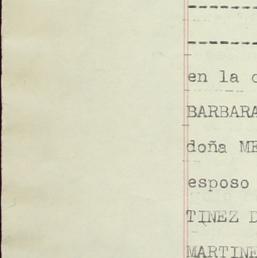 -------
-------
en la c
BARBARA
doña ME
esposo
TINEZ D
MARTINE